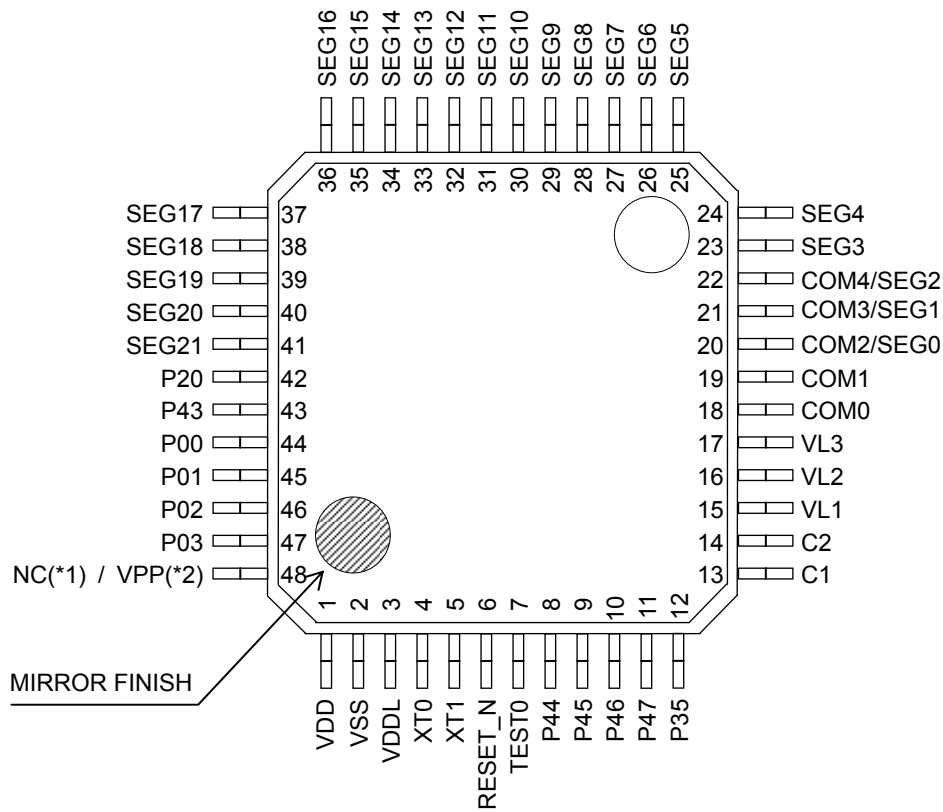 SEG16
SEG15
SEG14
SEG13
SEG12
SEG11
SEG10
SEG9
SEG8
SEG7
SEG6
SEG5
36
35
34
33
32
31
30
29
28
27
26
25
SEG17 37
SEG18 38
SEG19 39
SEG20 40
SEG21 41
P20 42
P43 43
P00 44
P01 45
P02 46
P03 47
NC(*1) / VPP(*2) 48
24 SEG4
23 SEG3
22 COM4/SEG2
21 COM3/SEG1
20 COM2/SEG0
19 COM1
18 COM0
17 VL3
16 VL2
15 VL1
14 C2
13 C1
1
2
3
4
5
6
7
8
9
10
11
12
MIRROR FINISH
VDD
VSS
VDDL
XT0
XT1
RESET_N
TEST0
P44
P45
P46
P47
P35